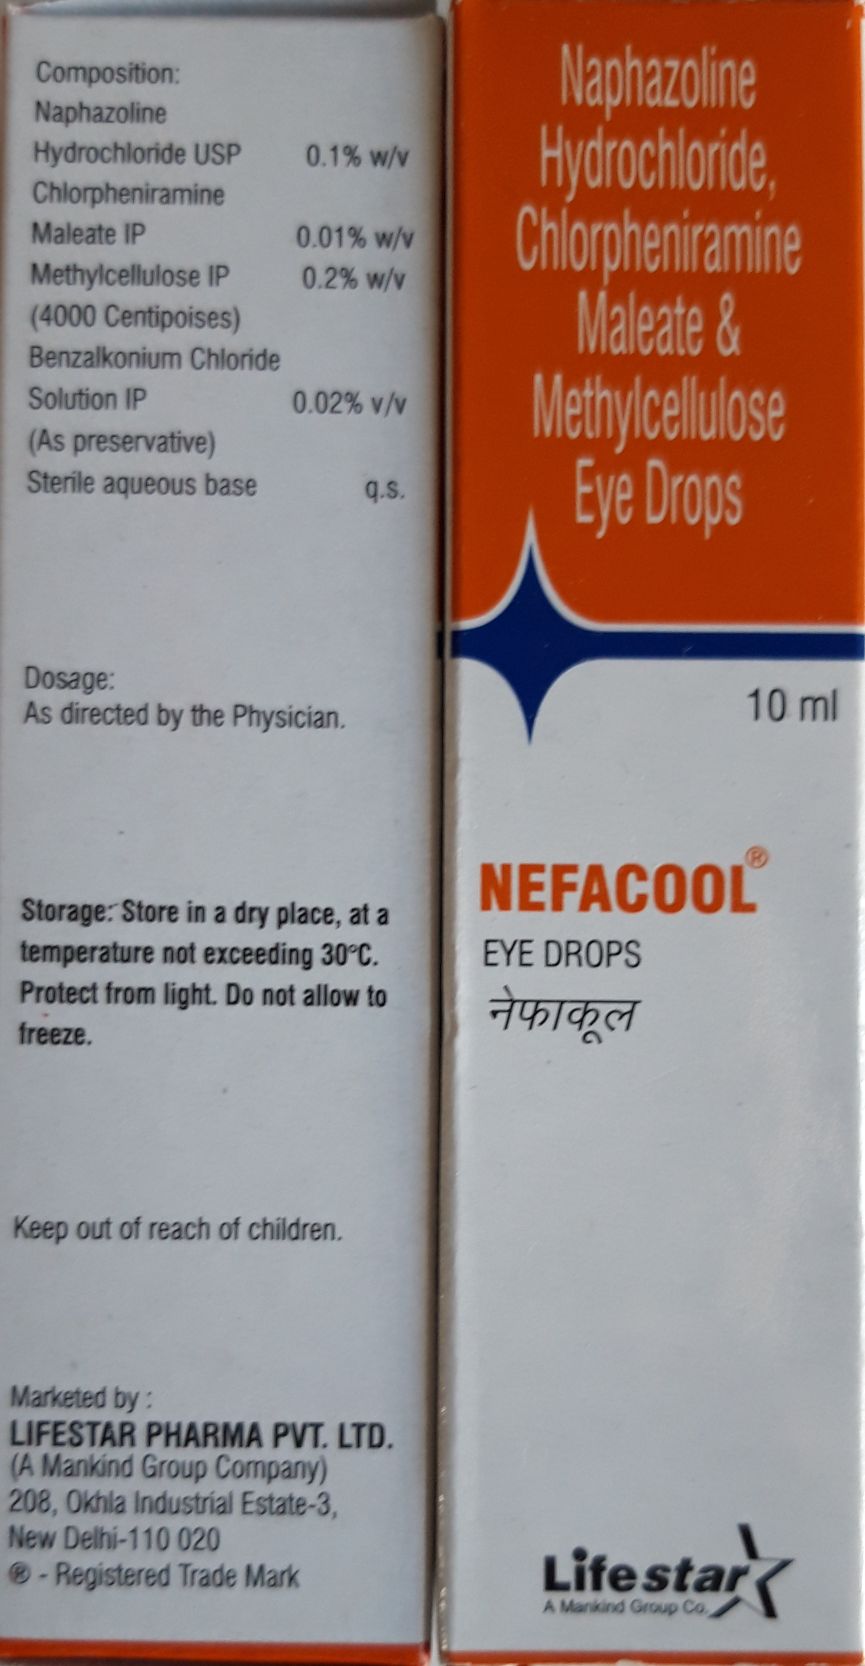 Composition:
Naphazoline
Hydrochloride USP 0.1% w/v
Chlorpheniramine
Maleate IP 0.01% w/v
Methylcellulose IP 0.2% w/v
(4000 Centipoises)
Benzalkonium Chloride
Solution IP 0.02% v/v
(As preservative)
Sterile aqueous base q.s.
Dosage:
As directed by the Physician.
Storage: Store in a dry place, at a
temperature not exceeding 30°C.
Protect from light. Do not allow to
freeze.
Keep out of reach of children.
Marketed by :
LIFESTAR PHARMA PVT. LTD.
(A Mankind Group Company)
208, Okhla Industrial Estate-3,
New Delhi-110 020
® - Registered Trade Mark
Naphazoline
Hydrochloride,
Chlorpheniramine
Maleate &
Methylcellulose
Eye Drops
10 ml
NEFACOOL®
EYE DROPS
नेफाकूल
Lifestar
A Mankind Group Co.